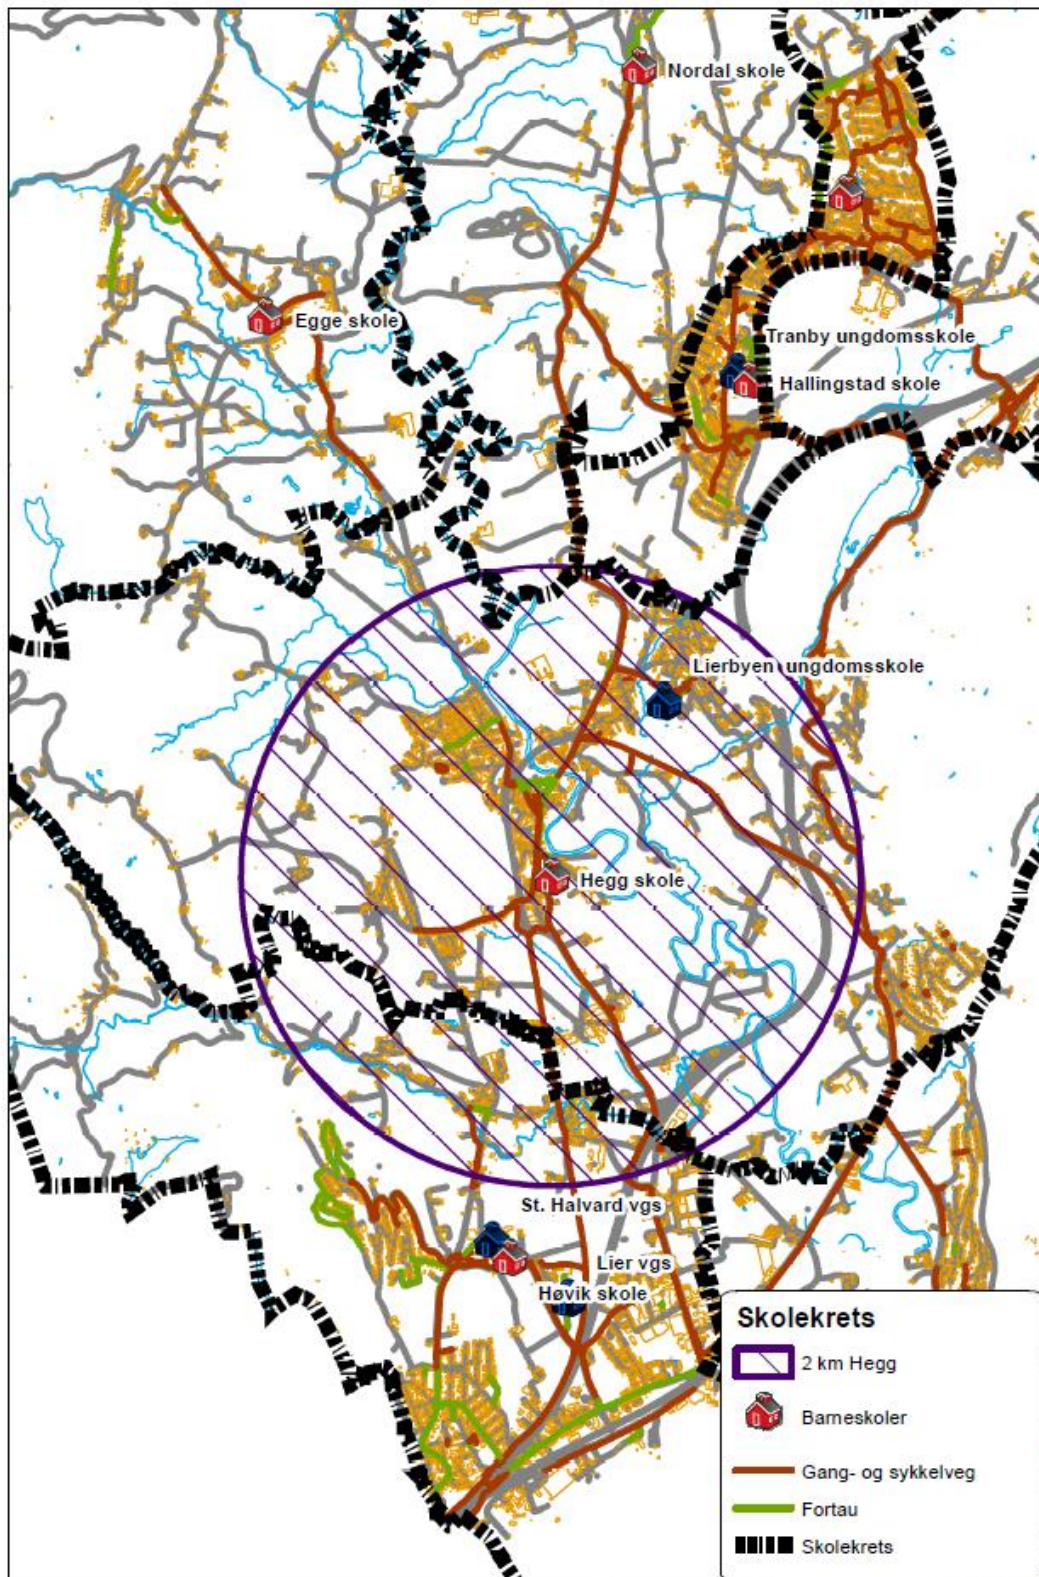 Nordal skole
Egge skole
Tranby ungdomsskole
Hallingstad skole
Lierbyen ungdomsskole
Hegg skole
St. Halvard vgs
Lier vgs
Høvik skole
Skolekrets
2 km Hegg
Barneskoler
Gang- og sykkelveg
Fortau
Skolekrets